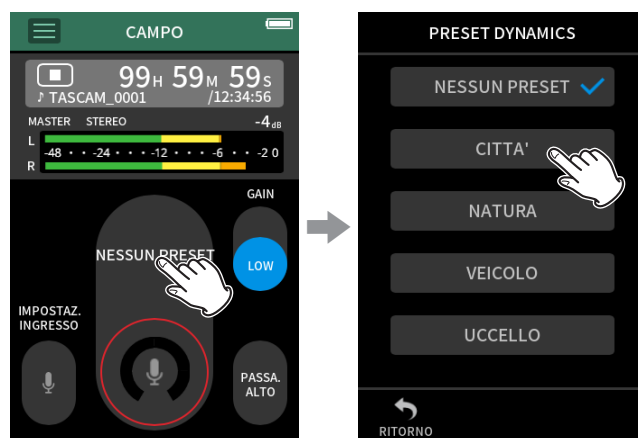 CAMPO
99H 59M 59s
♪ TASCAM_0001 /12:34:56
MASTER STEREO -4dB
L
-48 · · -24 · · · -12 · · · -6 · · -2 0
R
GAIN
NESSUN PRESET
LOW
IMPOSTAZ.
INGRESSO
PASSA.
ALTO
PRESET DYNAMICS
NESSUN PRESET
CITTA'
NATURA
VEICOLO
UCCELLO
RITORNO